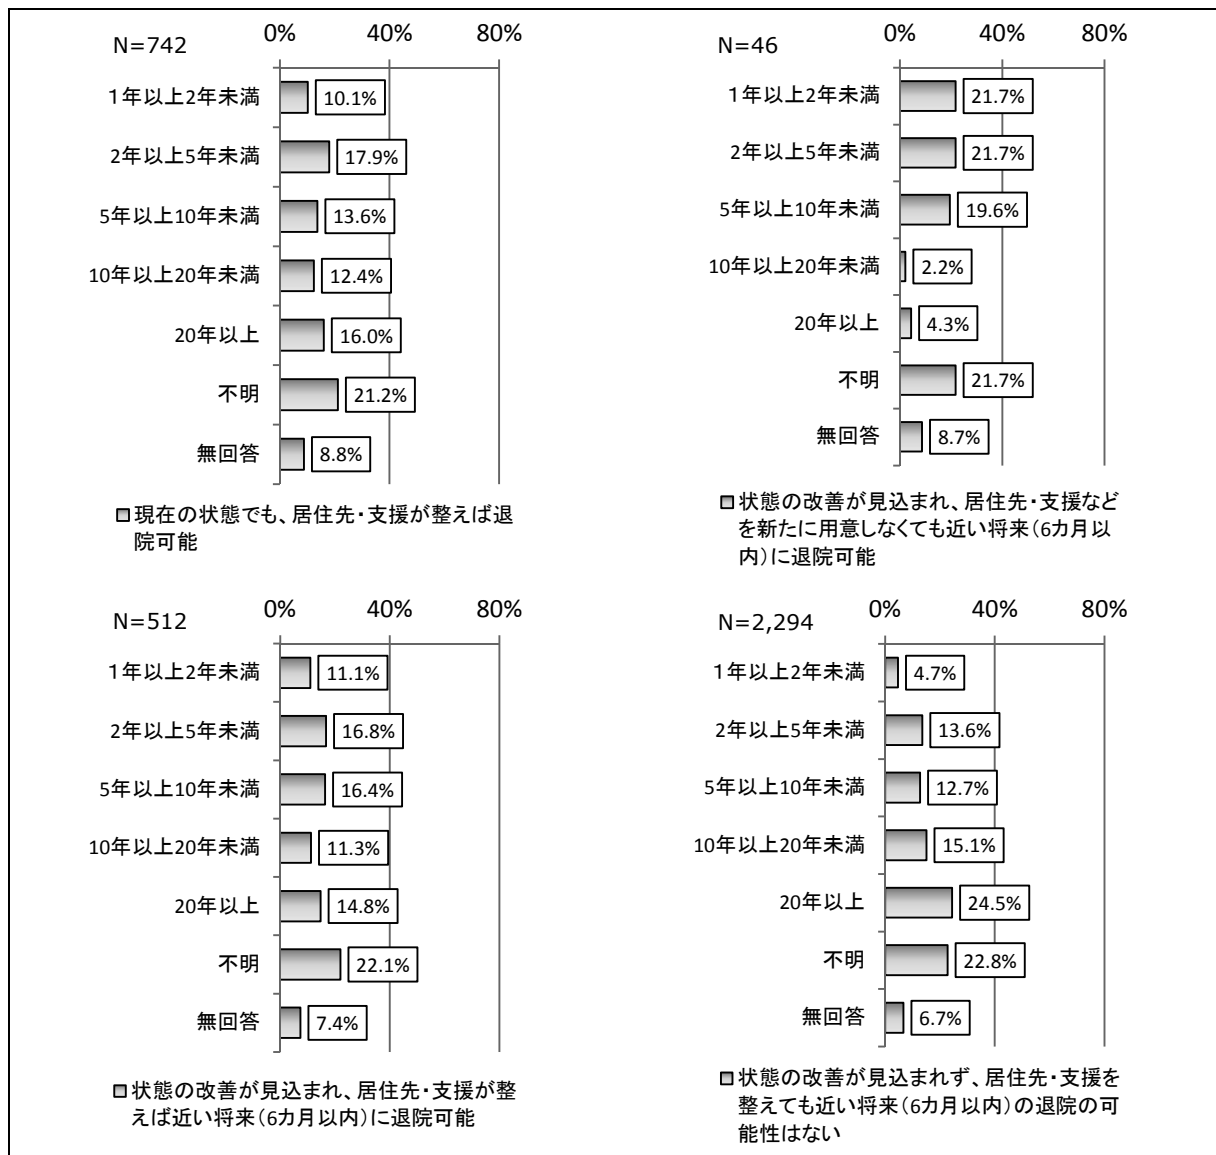 N=742
0%
40%
80%
1年以上2年未満
10.1%
2年以上5年未満
17.9%
5年以上10年未満
13.6%
10年以上20年未満
12.4%
20年以上
16.0%
不明
21.2%
無回答
8.8%
現在の状態でも、居住先・支援が整えば退
院可能
N=46
0%
40%
80%
1年以上2年未満
21.7%
2年以上5年未満
21.7%
5年以上10年未満
19.6%
10年以上20年未満
2.2%
20年以上
4.3%
不明
21.7%
無回答
8.7%
状態の改善が見込まれ、居住先・支援など
を新たに用意しなくても近い将来(6カ月以
内)に退院可能
N=512
0%
40%
80%
1年以上2年未満
11.1%
2年以上5年未満
16.8%
5年以上10年未満
16.4%
10年以上20年未満
11.3%
20年以上
14.8%
不明
22.1%
無回答
7.4%
状態の改善が見込まれ、居住先・支援が整
えば近い将来(6カ月以内)に退院可能
N=2,294
0%
40%
80%
1年以上2年未満
4.7%
2年以上5年未満
13.6%
5年以上10年未満
12.7%
10年以上20年未満
15.1%
20年以上
24.5%
不明
22.8%
無回答
6.7%
状態の改善が見込まれず、居住先・支援を
整えても近い将来(6カ月以内)の退院の可
能性はない